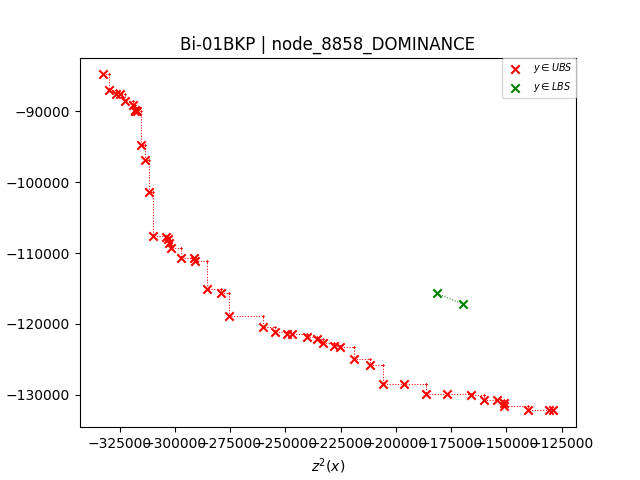 Bi-01BKP | node_8858_DOMINANCE
y ∈ UBS
y ∈ LBS
−90000
−100000
−110000
−120000
−130000
−325000 −300000 −275000 −250000 −225000 −200000 −175000 −150000 −125000
z²(x)